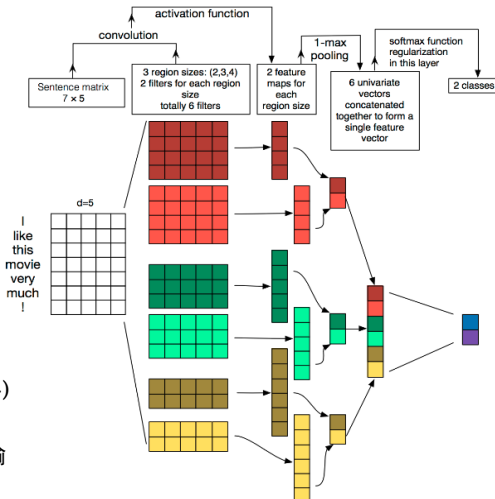 activation function
convolution
1-max
pooling
softmax function
regularization
in this layer
Sentence matrix
7 × 5
3 region sizes: (2,3,4)
2 filters for each region
size
totally 6 filters
2 feature
maps for
each
region size
6 univariate
vectors
concatenated
together to form a
single feature
vector
2 classes
d=5
I
like
this
movie
very
much
!
)